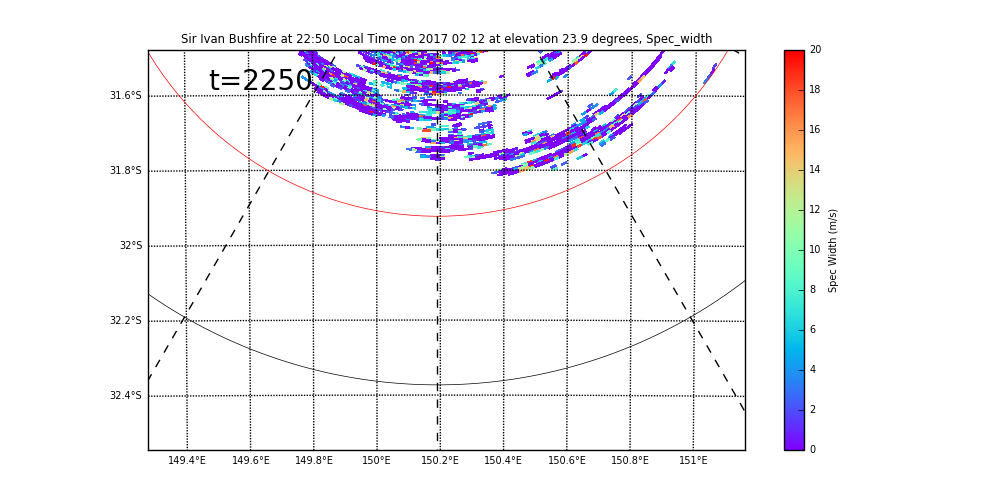 Sir Ivan Bushfire at 22:50 Local Time on 2017 02 12 at elevation 23.9 degrees, Spec_width
t=2250
31.6°S
31.8°S
32°S
32.2°S
32.4°S
149.4°E 149.6°E 149.8°E 150°E 150.2°E 150.4°E 150.6°E 150.8°E 151°E
20
18
16
14
12
10
8
6
4
2
0
Spec Width (m/s)